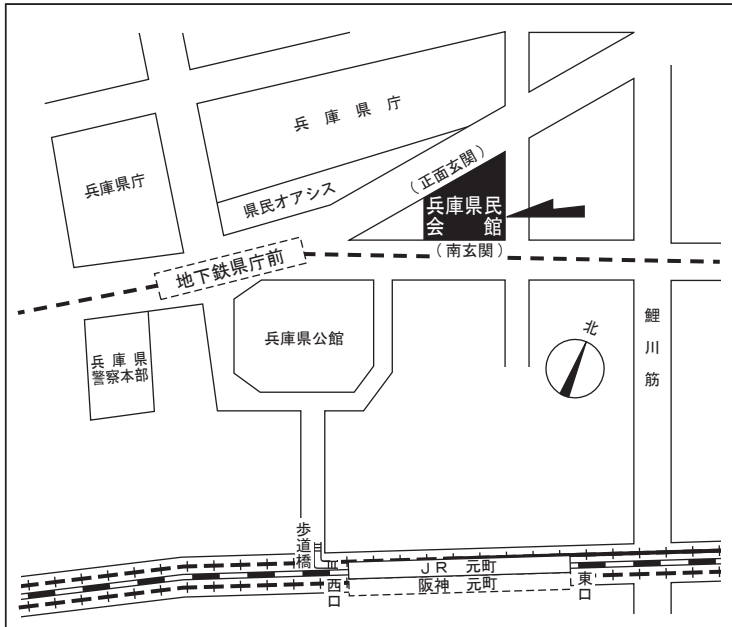 兵庫県庁
兵庫県庁
県民オアシス
(正面玄関)
兵庫県民
会館
(南玄関)
地下鉄県庁前
兵庫県公館
兵庫県
警察本部
北
鯉川筋
歩道橋
西口
JR 元町
阪神 元町
東口